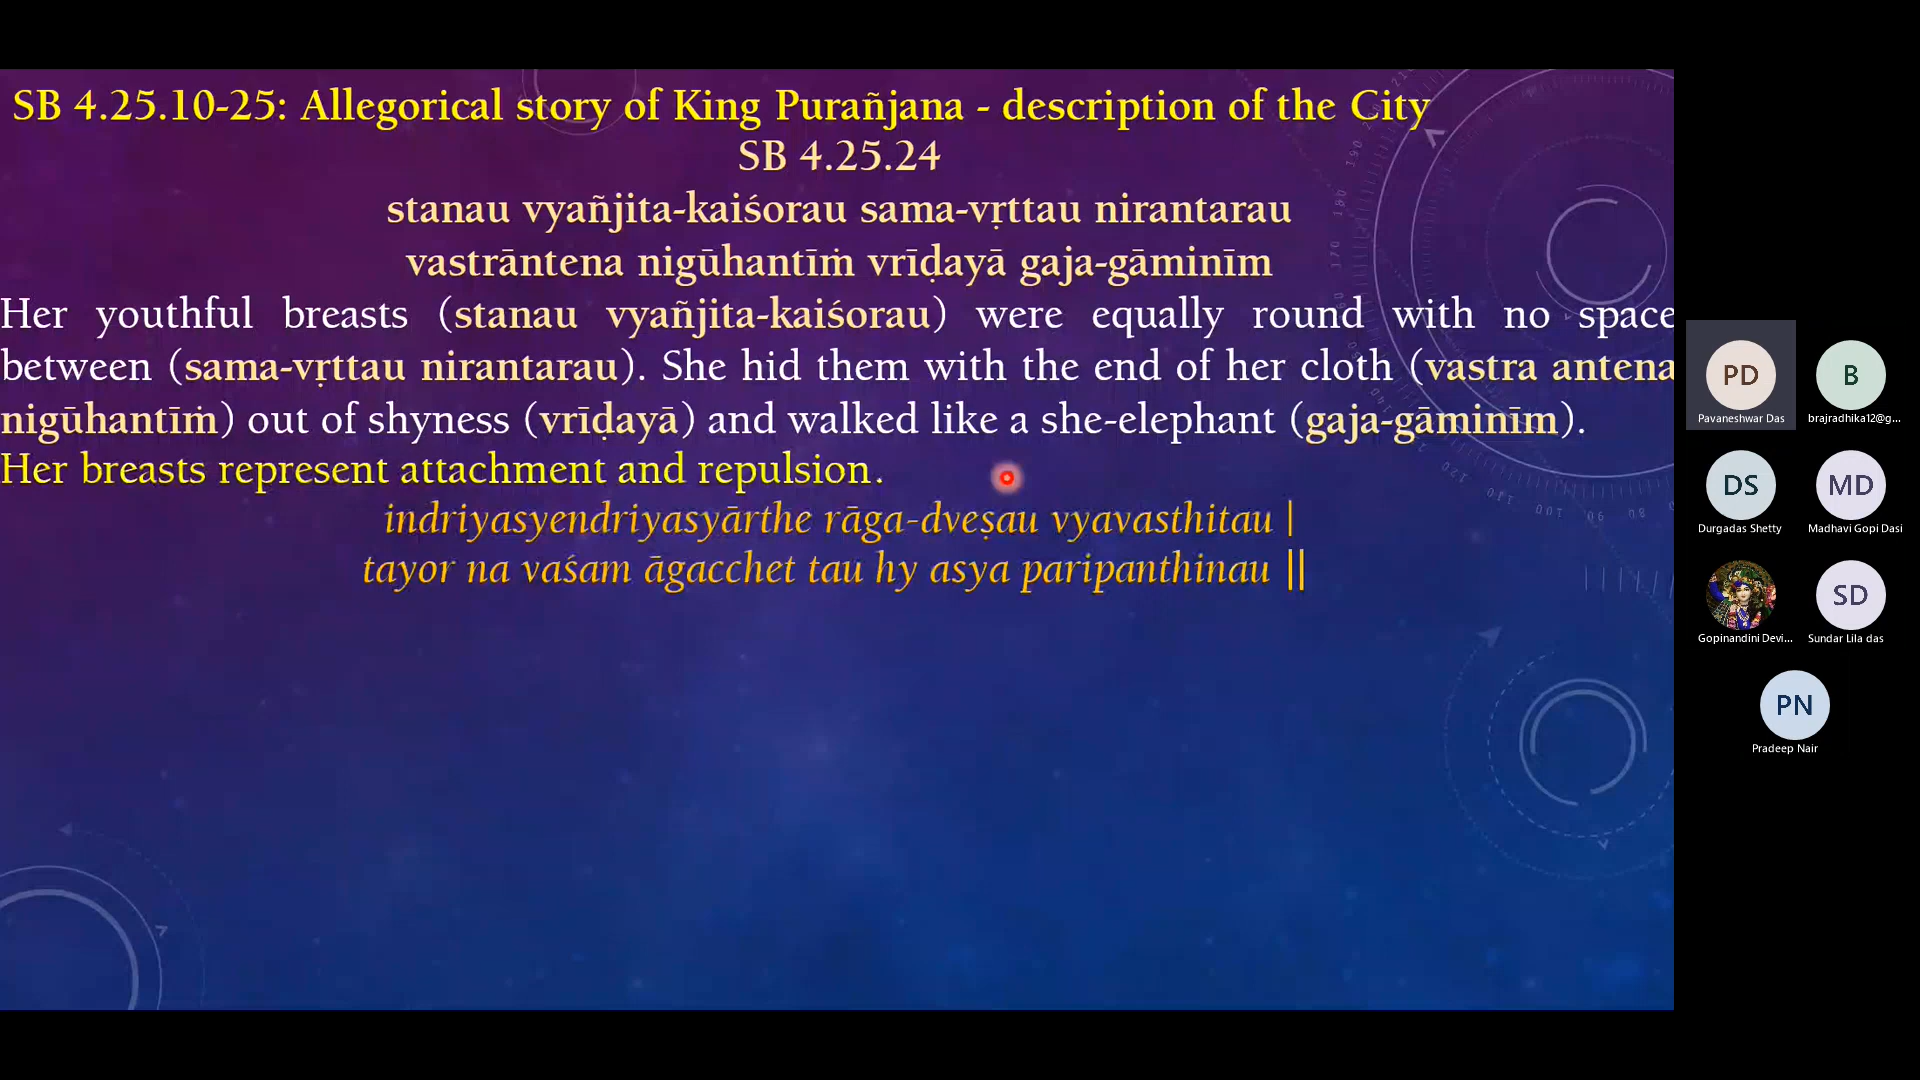 SB 4.25.10-25: Allegorical story of King Purañjana - description of the City
SB 4.25.24
stanau vyañjita-kaiśorau sama-vṛttau nirantarau
vastrāntena nigūhantīṁ vrīḍayā gaja-gāminīm
Her youthful breasts (stanau vyañjita-kaiśorau) were equally round with no space
between (sama-vṛttau nirantarau). She hid them with the end of her cloth (vastra antena
nigūhantīṁ) out of shyness (vrīḍayā) and walked like a she-elephant (gaja-gāminīm).
Her breasts represent attachment and repulsion.
indriyasyendriyasyārthe rāga-dveṣau vyavasthitau |
tayor na vaśam āgacchet tau hy asya paripanthinau ||
PD
Pavaneshwar Das
B
brajradhika12@g...
DS
Durgadas Shetty
MD
Madhavi Gopi Dasi
Gopinandini Devi...
SD
Sundar Lila das
PN
Pradeep Nair